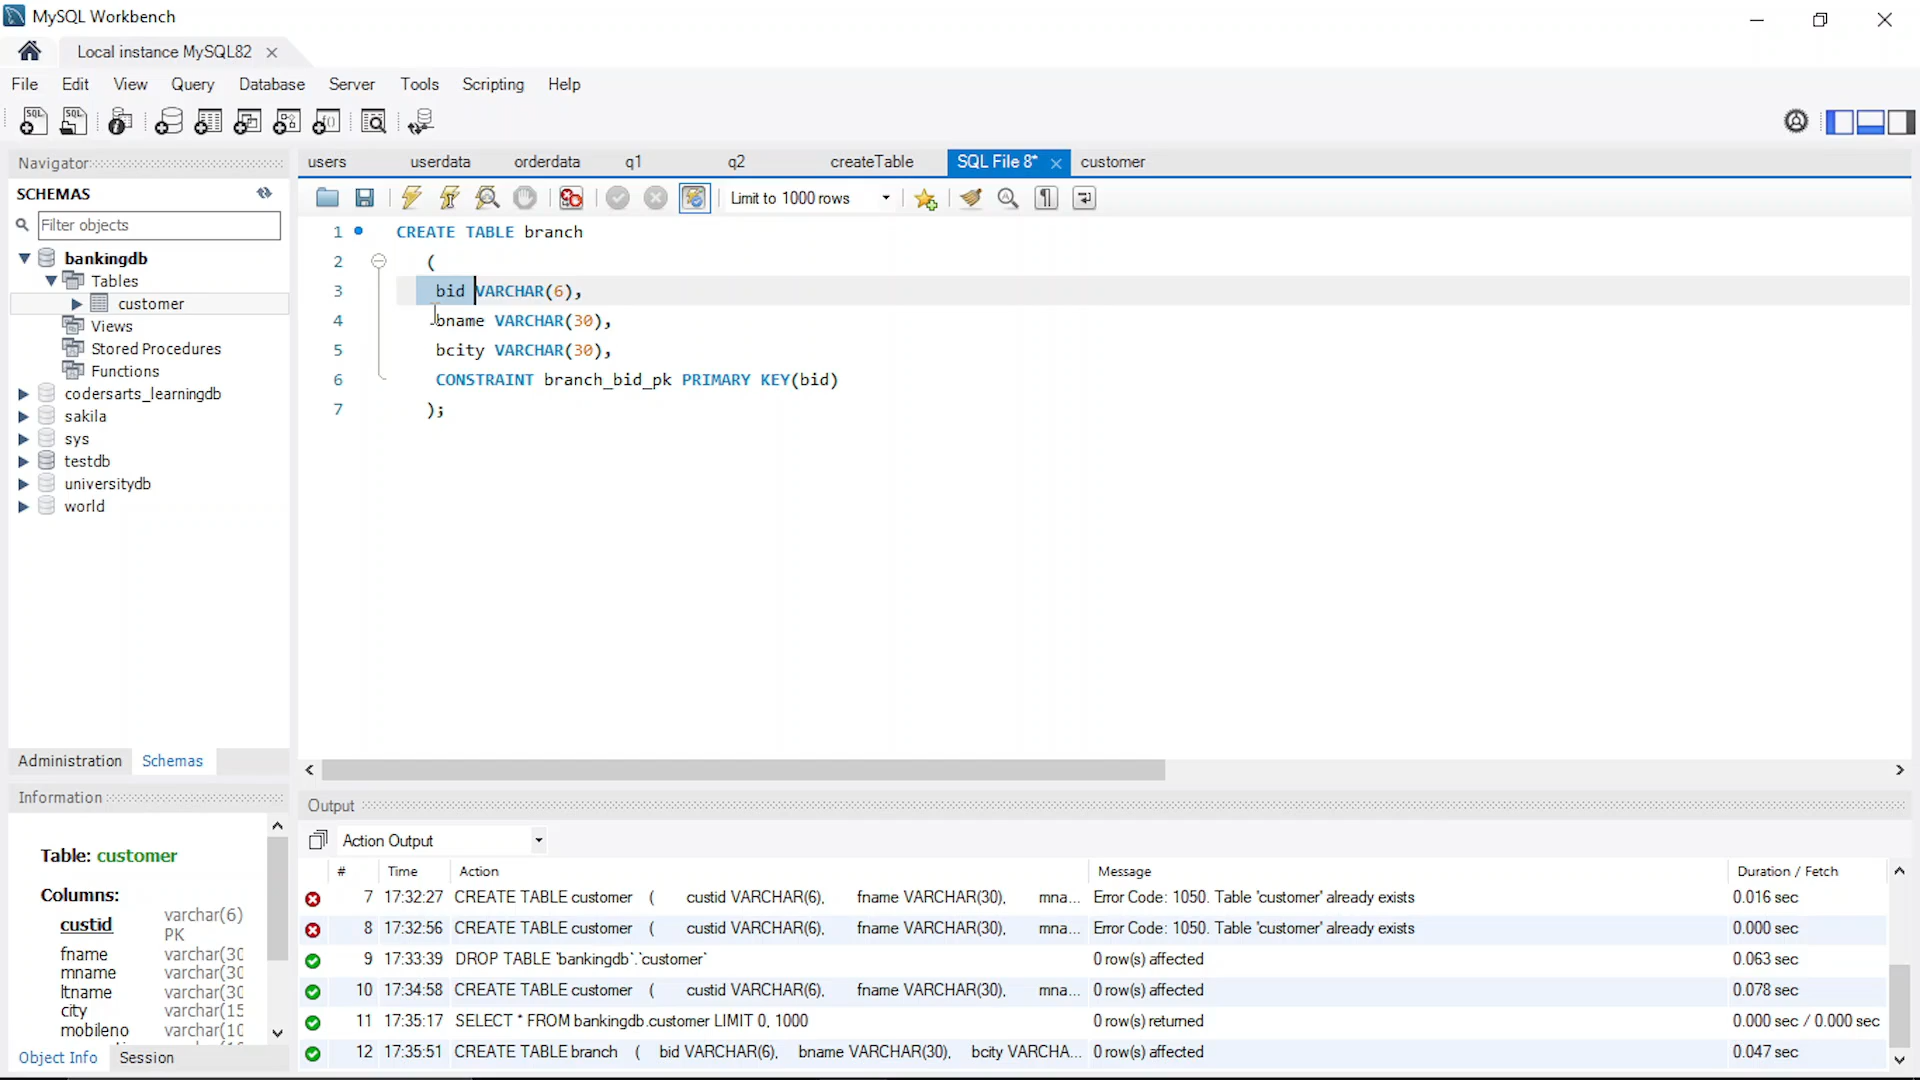 MySQL Workbench
Local instance MySQL82
File Edit View Query Database Server Tools Scripting Help
Navigator
SCHEMAS
Filter objects
bankingdb
Tables
customer
Views
Stored Procedures
Functions
codersarts_learningdb
sakila
sys
testdb
universitydb
world
Administration Schemas
Information
Table: customer
Columns:
custid varchar(6)
PK
fname varchar(30
mname varchar(30
ltname varchar(30
city varchar(15
mobileno varchar(10
Object Info Session
users userdata orderdata q1 q2 createTable SQL File 8* customer
Limit to 1000 rows
1 CREATE TABLE branch
2 (
3 bid VARCHAR(6),
4 bname VARCHAR(30),
5 bcity VARCHAR(30),
6 CONSTRAINT branch_bid_pk PRIMARY KEY(bid)
7 );
Output
Action Output
# Time Action Message Duration / Fetch
7 17:32:27 CREATE TABLE customer ( custid VARCHAR(6), fname VARCHAR(30), mna... Error Code: 1050. Table 'customer' already exists 0.016 sec
8 17:32:56 CREATE TABLE customer ( custid VARCHAR(6), fname VARCHAR(30), mna... Error Code: 1050. Table 'customer' already exists 0.000 sec
9 17:33:39 DROP TABLE `bankingdb`.`customer` 0 row(s) affected 0.063 sec
10 17:34:58 CREATE TABLE customer ( custid VARCHAR(6), fname VARCHAR(30), mna... 0 row(s) affected 0.078 sec
11 17:35:17 SELECT * FROM bankingdb.customer LIMIT 0, 1000 0 row(s) returned 0.000 sec / 0.000 sec
12 17:35:51 CREATE TABLE branch ( bid VARCHAR(6), bname VARCHAR(30), bcity VARCHA... 0 row(s) affected 0.047 sec